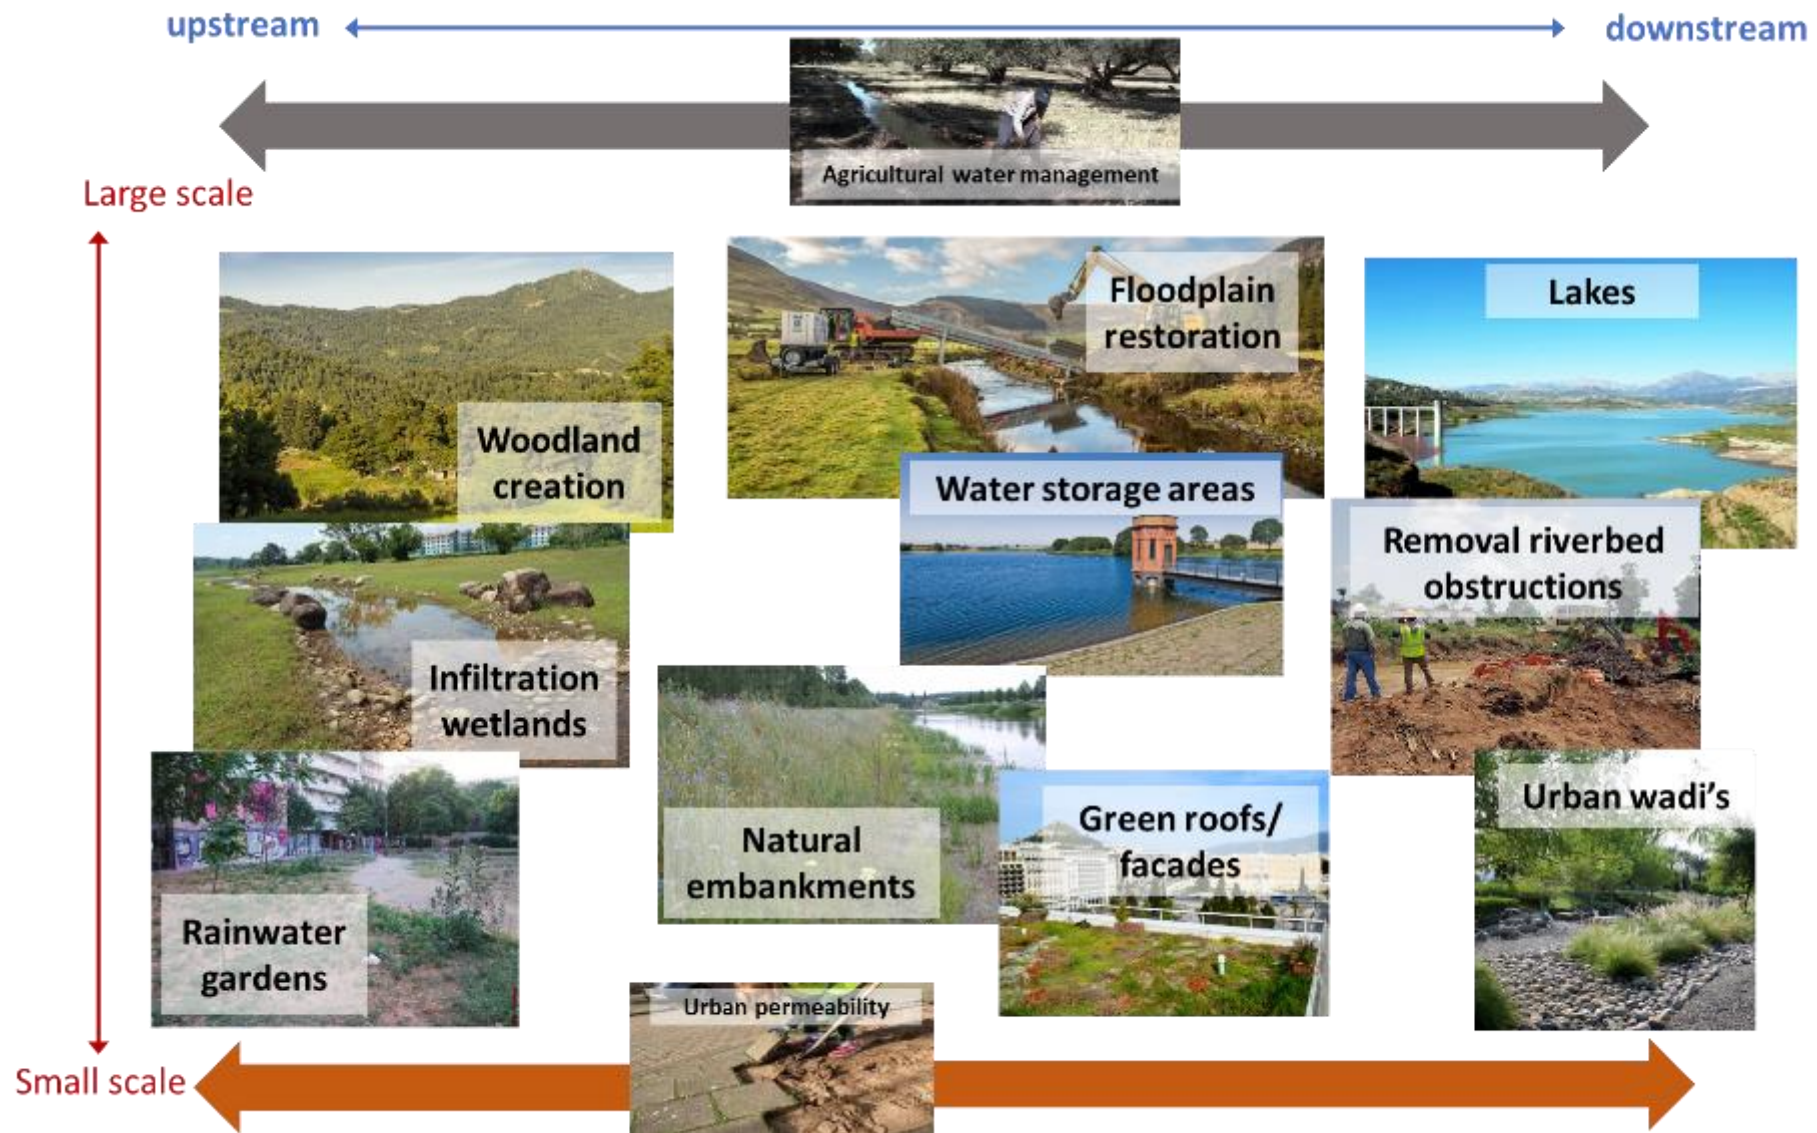 upstream
downstream
Agricultural water management
Large scale
Woodland
creation
Floodplain
restoration
Lakes
Water storage areas
Removal riverbed
obstructions
Infiltration
wetlands
Natural
embankments
Green roofs/
facades
Urban wadi's
Rainwater
gardens
Urban permeability
Small scale